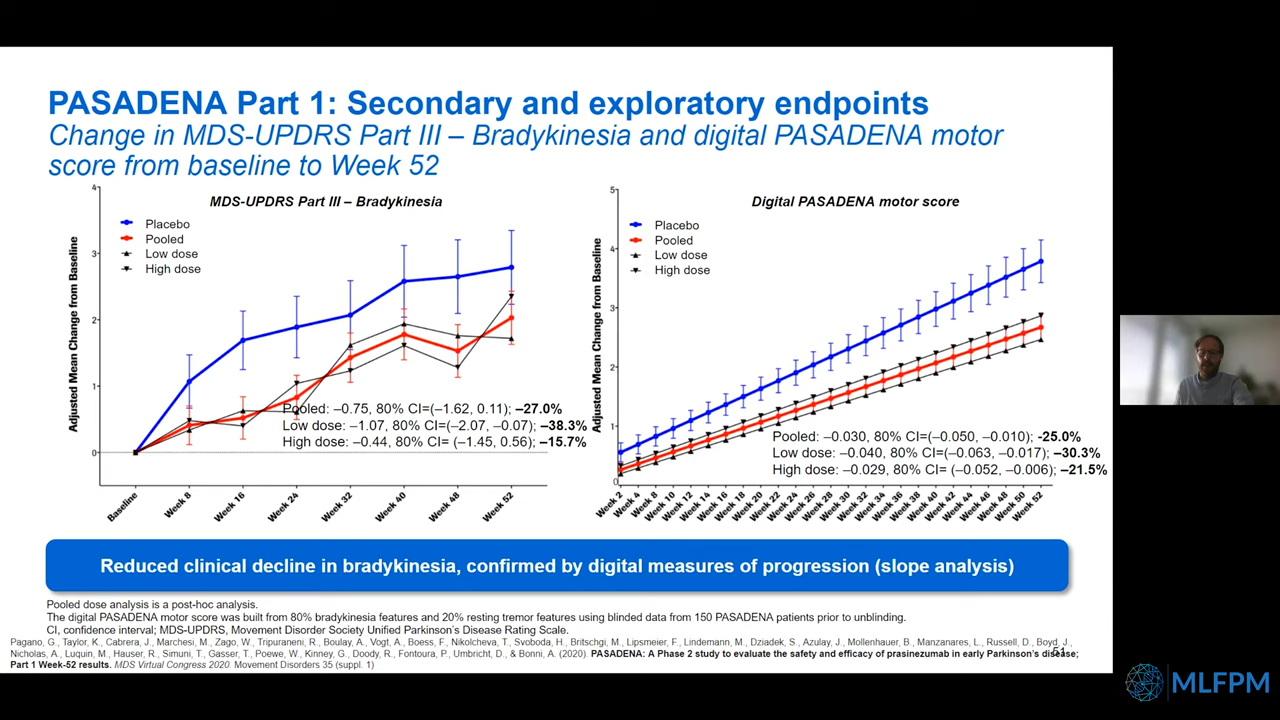 PASADENA Part 1: Secondary and exploratory endpoints
Change in MDS-UPDRS Part III – Bradykinesia and digital PASADENA motor
score from baseline to Week 52
MDS-UPDRS Part III – Bradykinesia
Placebo
Pooled
Low dose
High dose
Adjusted Mean Change from Baseline
4
3
2
1
0
Pooled: –0.75, 80% CI=(–1.62, 0.11); –27.0%
Low dose: –1.07, 80% CI=(–2.07, –0.07); –38.3%
High dose: –0.44, 80% CI= (–1.45, 0.56); –15.7%
Baseline
Week 8
Week 16
Week 24
Week 32
Week 40
Week 48
Week 52
Digital PASADENA motor score
Placebo
Pooled
Low dose
High dose
Adjusted Mean Change from Baseline
5
4
3
2
1
0
Pooled: –0.030, 80% CI=(–0.050, –0.010); -25.0%
Low dose: –0.040, 80% CI=(–0.063, –0.017); –30.3%
High dose: –0.029, 80% CI= (–0.052, –0.006); –21.5%
Week 2
Week 4
Week 6
Week 8
Week 10
Week 12
Week 14
Week 16
Week 18
Week 20
Week 22
Week 24
Week 26
Week 28
Week 30
Week 32
Week 34
Week 36
Week 38
Week 40
Week 42
Week 44
Week 46
Week 48
Week 50
Week 52
Reduced clinical decline in bradykinesia, confirmed by digital measures of progression (slope analysis)
Pooled dose analysis is a post-hoc analysis.
The digital PASADENA motor score was built from 80% bradykinesia features and 20% resting tremor features using blinded data from 150 PASADENA patients prior to unblinding.
CI, confidence interval; MDS-UPDRS, Movement Disorder Society Unified Parkinson's Disease Rating Scale.
Pagano, G., Taylor, K., Cabrera, J., Marchesi, M., Zago, W., Tripuraneni, R., Boulay, A., Vogt, A., Boess, F., Nikolcheva, T., Svoboda, H., Britschgi, M., Lipsmeier, F., Lindemann, M., Dziadek, S., Azulay, J., Mollenhauer, B., Manzanares, L., Russell, D., Boyd, J.,
Nicholas, A., Luquin, M., Hauser, R., Simuni, T., Gasser, T., Poewe, W., Kinney, G., Doody, R., Fontoura, P., Umbricht, D., & Bonni, A. (2020). PASADENA: A Phase 2 study to evaluate the safety and efficacy of prasinezumab in early Parkinson's disease;
Part 1 Week-52 results. MDS Virtual Congress 2020. Movement Disorders 35 (suppl. 1)
51
MLFPM